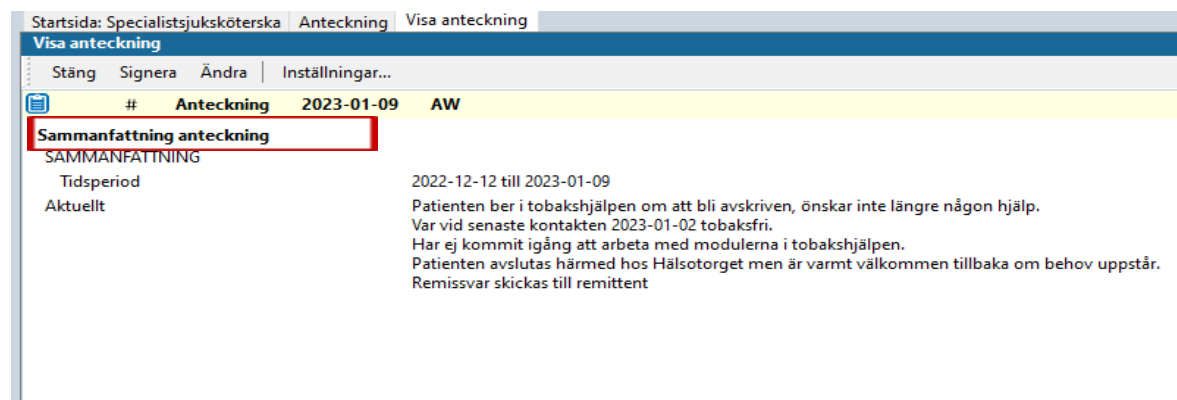 Startsida: Specialistsjuksköterska Anteckning Visa anteckning
Visa anteckning
Stäng Signera Ändra Inställningar...
# Anteckning 2023-01-09 AW
Sammanfattning anteckning
SAMMANFATTNING
Tidsperiod 2022-12-12 till 2023-01-09
Aktuellt Patienten ber i tobakshjälpen om att bli avskriven, önskar inte längre någon hjälp.
Var vid senaste kontakten 2023-01-02 tobaksfri.
Har ej kommit igång att arbeta med modulerna i tobakshjälpen.
Patienten avslutas härmed hos Hälsotorget men är varmt välkommen tillbaka om behov uppstår.
Remissvar skickas till remittent